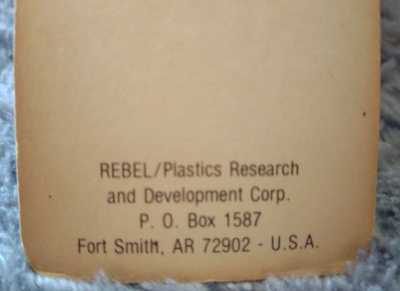 REBEL/Plastics Research
and Development Corp.
P. O. Box 1587
Fort Smith, AR 72902 - U.S.A.